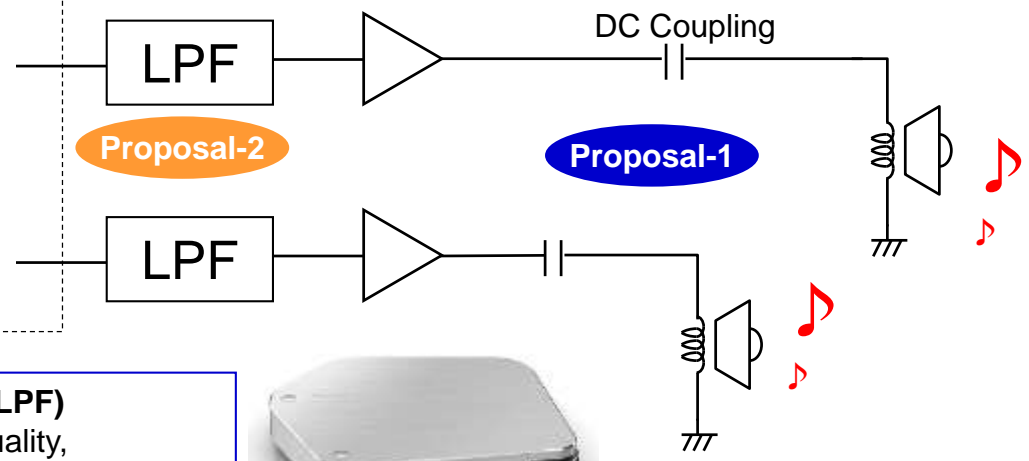 DC Coupling
LPF
Proposal-2
Proposal-1
LPF
LPF)
uality,